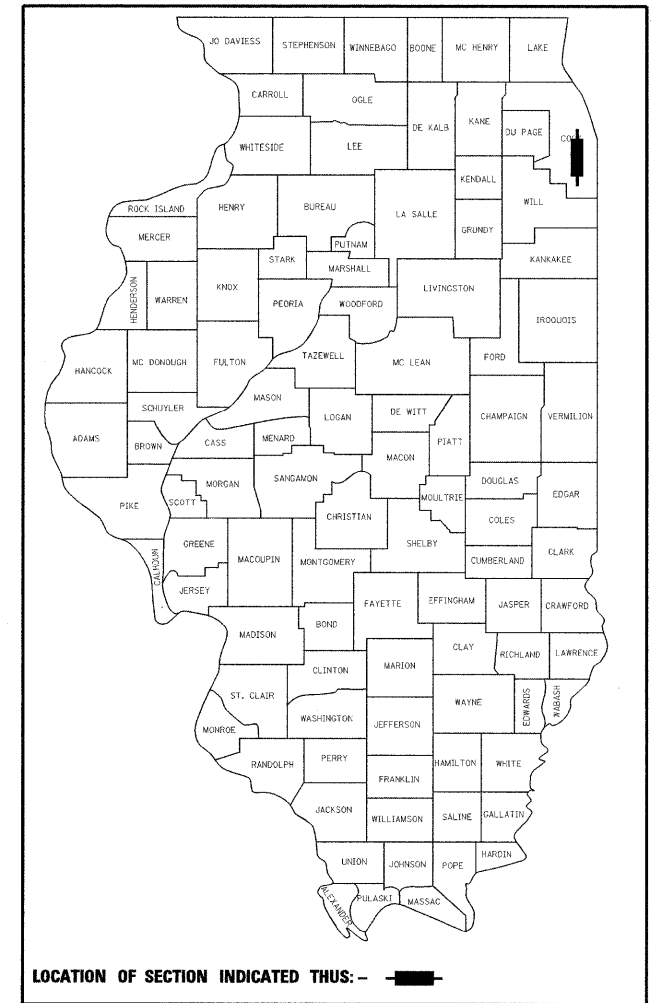 JO DAVIESS STEPHENSON WINNEBAGO BOONE MC HENRY LAKE
CARROLL OGLE
DE KALB KANE DU PAGE
WHITESIDE LEE
KENDALL WILL
ROCK ISLAND HENRY BUREAU LA SALLE GRUNDY
MERCER PUTNAM
STARK MARSHALL KANKAKEE
HENDERSON WARREN KNOX PEORIA WOODFORD LIVINGSTON IROQUOIS
HANCOCK MC DONOUGH FULTON TAZEWELL MC LEAN FORD
MASON
SCHUYLER LOGAN DE WITT CHAMPAIGN VERMILION
ADAMS BROWN CASS MENARD PIATT
MACON
MORGAN SANGAMON DOUGLAS EDGAR
PIKE SCOTT MOULTRIE
CHRISTIAN COLES
GREENE MACOUPIN SHELBY CLARK
CALHOUN MONTGOMERY CUMBERLAND
JERSEY FAYETTE EFFINGHAM JASPER CRAWFORD
MADISON BOND
CLAY RICHLAND LAWRENCE
CLINTON MARION
ST. CLAIR WAYNE EDWARDS WABASH
WASHINGTON JEFFERSON
MONROE
RANDOLPH PERRY HAMILTON WHITE
FRANKLIN
JACKSON WILLIAMSON SALINE GALLATIN
UNION JOHNSON POPE HARDIN
ALEXANDER PULASKI MASSAC
LOCATION OF SECTION INDICATED THUS: –